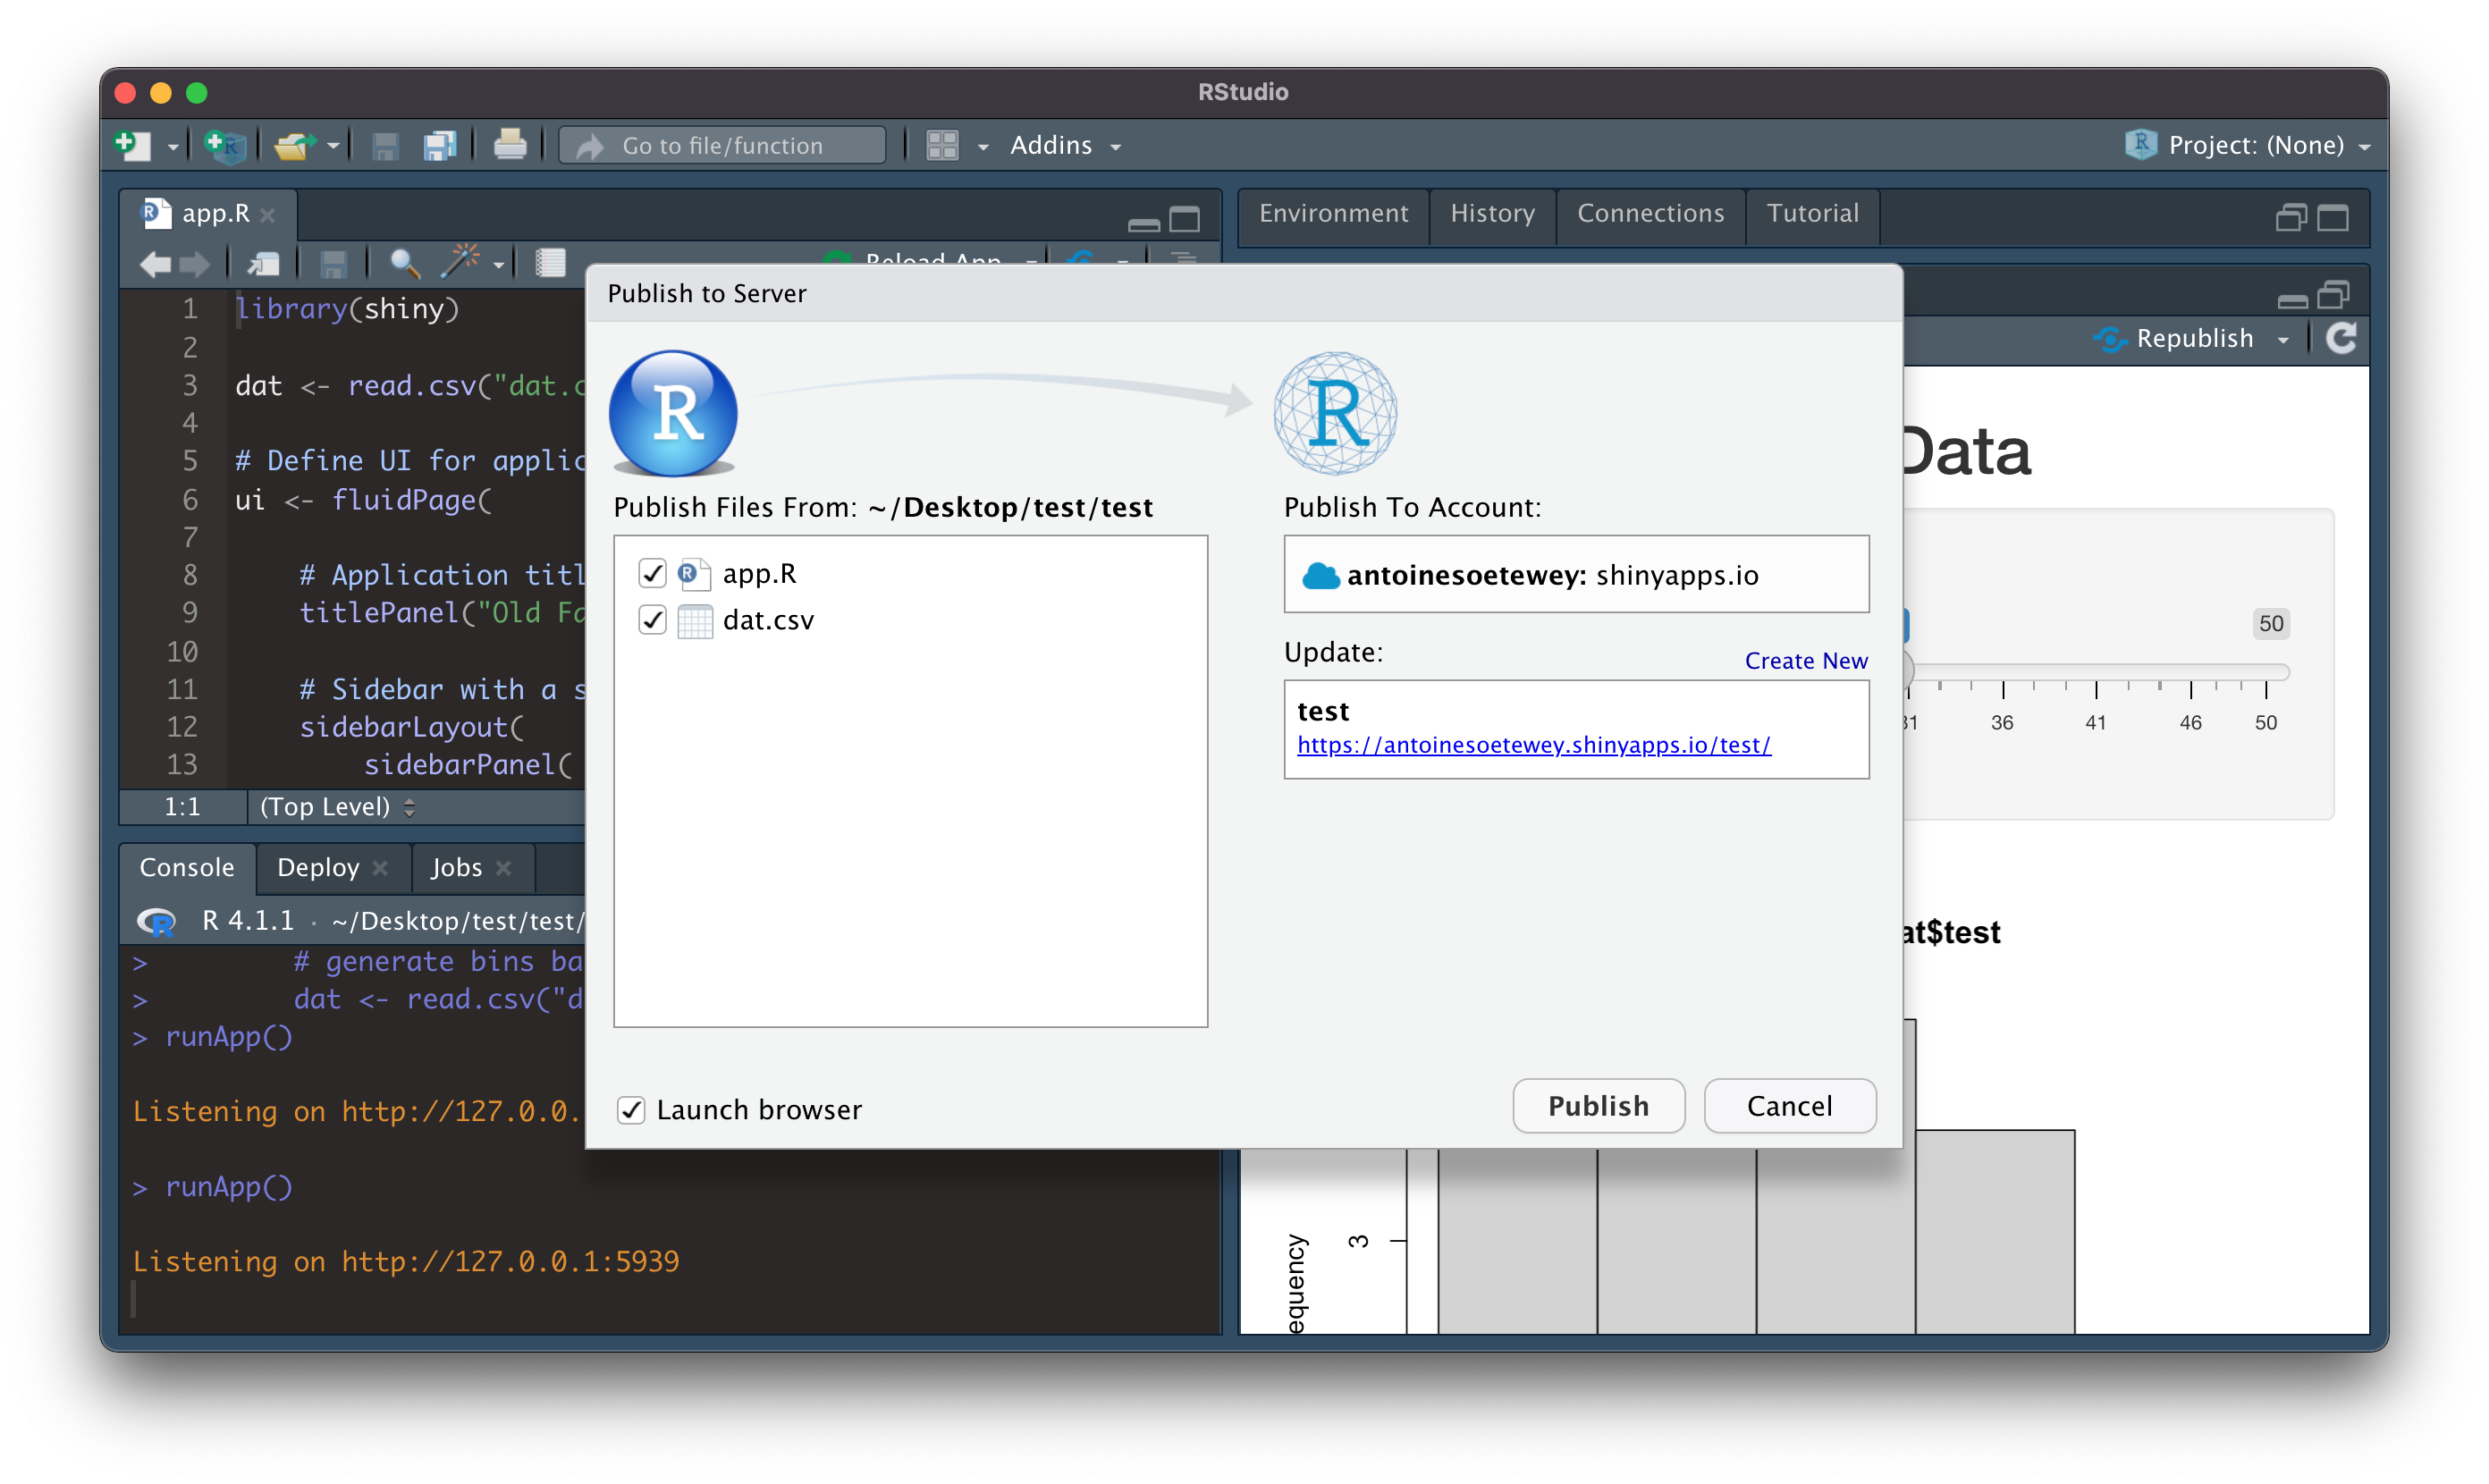 RStudio
Go to file/function
Addins
Project: (None)
app.R
Environment
History
Connections
Tutorial
Reload App
Republish
1 library(shiny)
2
3 dat <- read.csv("dat.c
4
5 # Define UI for applic
6 ui <- fluidPage(
7
8 # Application titl
9 titlePanel("Old Fa
10
11 # Sidebar with a s
12 sidebarLayout(
13 sidebarPanel(
1:1 (Top Level)
Publish to Server
R
R
Publish Files From: ~/Desktop/test/test
app.R
dat.csv
Launch browser
Publish To Account:
antoinesoetewey: shinyapps.io
Update:
Create New
test
https://antoinesoetewey.shinyapps.io/test/
Publish
Cancel
Data
50
31 36 41 46 50
at$test
3
equency
Console
Deploy
Jobs
R 4.1.1 · ~/Desktop/test/test/
> # generate bins ba
> dat <- read.csv("d
> runApp()
Listening on http://127.0.0.
> runApp()
Listening on http://127.0.0.1:5939